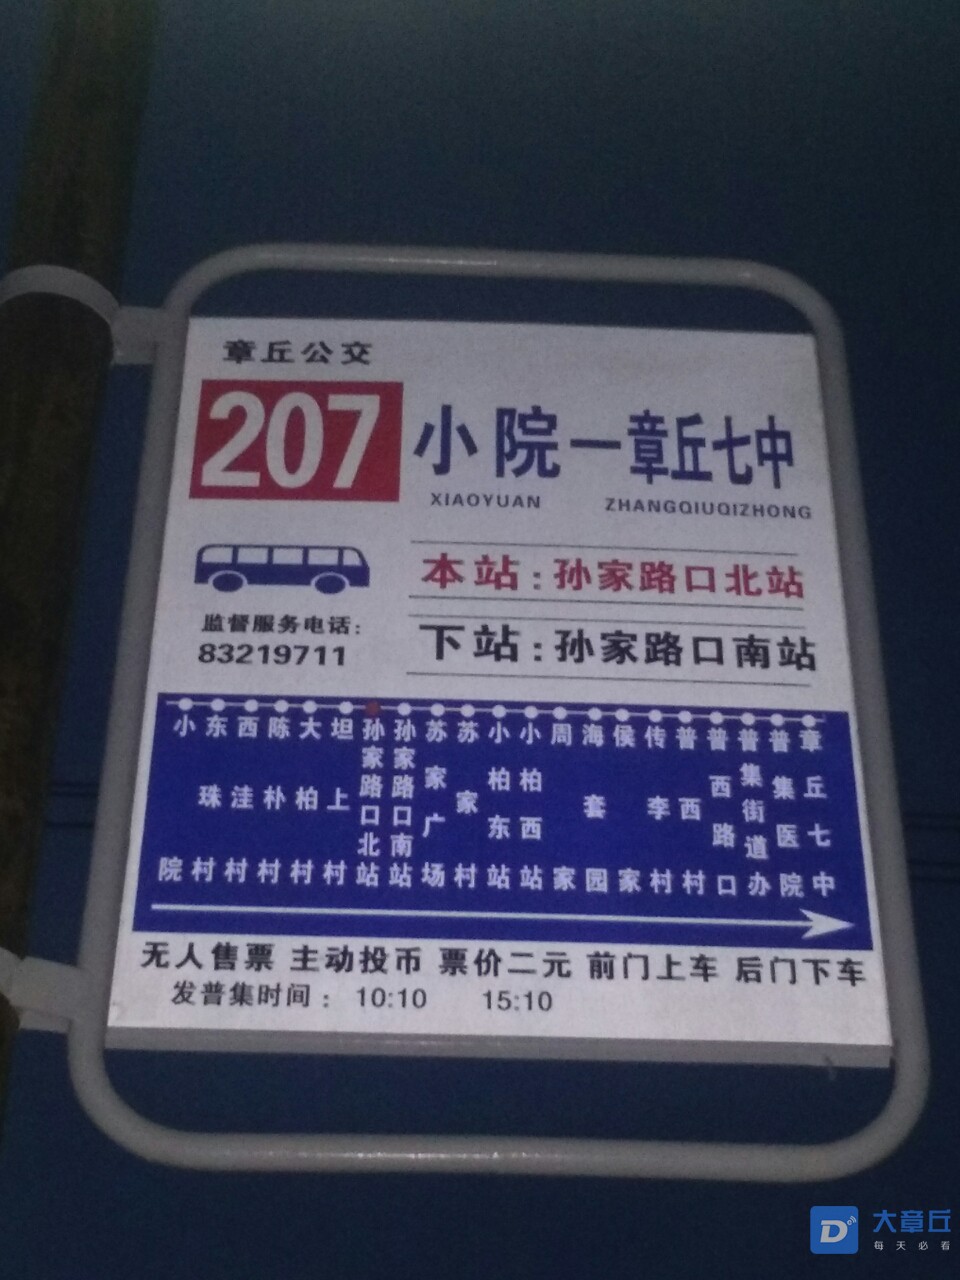 章丘公交
207 小院—章丘七中
XIAOYUAN ZHANGQIUQIZHONG
本站：孙家路口北站
监督服务电话：
83219711
下站：孙家路口南站
小院
东珠村
西洼村
陈朴村
大柏村
坦上村
孙家路口北站
孙家路口南站
苏家广场
苏家村
小柏东站
小柏西站
周家
海套园
侯家
传李村
普西村
普西路口
普集街道办
普集医院
章丘七中
无人售票 主动投币 票价二元 前门上车 后门下车
发普集时间： 10:10 15:10
大章丘
每天必看